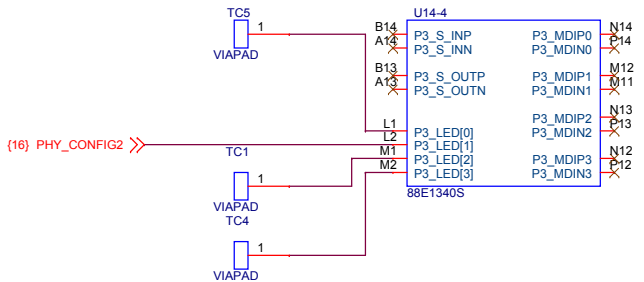 TC5
1
VIAPAD
U14-4
B14 P3_S_INP P3_MDIP0 N14
A14 P3_S_INN P3_MDIN0 P14
B13 P3_S_OUTP P3_MDIP1 M12
A13 P3_S_OUTN P3_MDIN1 M11
P3_MDIP2 N13
L1 P3_LED[0] P3_MDIN2 P13
{16} PHY_CONFIG2 L2 P3_LED[1]
M1 P3_LED[2] P3_MDIP3 N12
M2 P3_LED[3] P3_MDIN3 P12
88E1340S
TC1
1
VIAPAD
TC4
1
VIAPAD